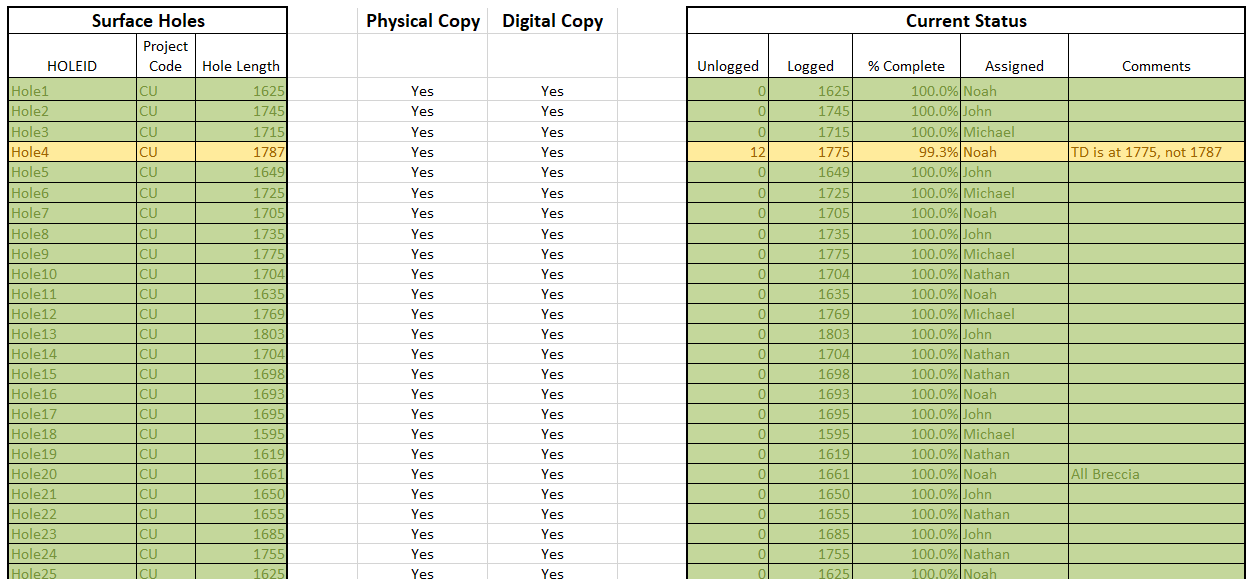 Surface Holes Physical Copy Digital Copy Current Status
Project
HOLEID Code Hole Length Unlogged Logged % Complete Assigned Comments
Hole1 CU 1625 Yes Yes 0 1625 100.0% Noah
Hole2 CU 1745 Yes Yes 0 1745 100.0% John
Hole3 CU 1715 Yes Yes 0 1715 100.0% Michael
Hole4 CU 1787 Yes Yes 12 1775 99.3% Noah TD is at 1775, not 1787
Hole5 CU 1649 Yes Yes 0 1649 100.0% John
Hole6 CU 1725 Yes Yes 0 1725 100.0% Michael
Hole7 CU 1705 Yes Yes 0 1705 100.0% Noah
Hole8 CU 1735 Yes Yes 0 1735 100.0% John
Hole9 CU 1775 Yes Yes 0 1775 100.0% Michael
Hole10 CU 1704 Yes Yes 0 1704 100.0% Nathan
Hole11 CU 1635 Yes Yes 0 1635 100.0% Noah
Hole12 CU 1769 Yes Yes 0 1769 100.0% Michael
Hole13 CU 1803 Yes Yes 0 1803 100.0% John
Hole14 CU 1704 Yes Yes 0 1704 100.0% Nathan
Hole15 CU 1698 Yes Yes 0 1698 100.0% Nathan
Hole16 CU 1693 Yes Yes 0 1693 100.0% Noah
Hole17 CU 1695 Yes Yes 0 1695 100.0% John
Hole18 CU 1595 Yes Yes 0 1595 100.0% Michael
Hole19 CU 1619 Yes Yes 0 1619 100.0% Nathan
Hole20 CU 1661 Yes Yes 0 1661 100.0% Noah All Breccia
Hole21 CU 1650 Yes Yes 0 1650 100.0% John
Hole22 CU 1655 Yes Yes 0 1655 100.0% Nathan
Hole23 CU 1685 Yes Yes 0 1685 100.0% John
Hole24 CU 1755 Yes Yes 0 1755 100.0% Nathan
Hole25 CU 1625 Yes Yes 0 1625 100.0% Noah